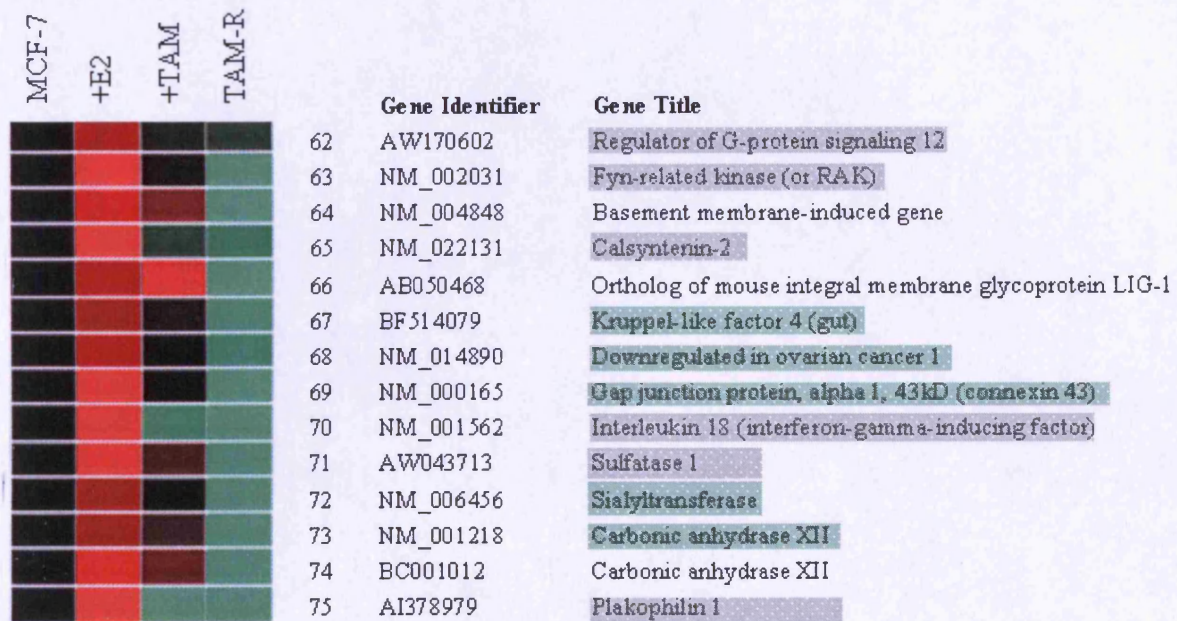 MCF-7
+E2
+TAM
TAM-R
Gene Identifier Gene Title
62 AW170602 Regulator of G-protein signaling 12
63 NM_002031 Fyn-related kinase (or RAK)
64 NM_004848 Basement membrane-induced gene
65 NM_022131 Calsyntenin-2
66 AB050468 Ortholog of mouse integral membrane glycoprotein LIG-1
67 BF514079 Kruppel-like factor 4 (gut)
68 NM_014890 Downregulated in ovarian cancer 1
69 NM_000165 Gap junction protein, alpha 1, 43kD (connexin 43)
70 NM_001562 Interleukin 18 (interferon-gamma-inducing factor)
71 AW043713 Sulfatase 1
72 NM_006456 Sialyltransferase
73 NM_001218 Carbonic anhydrase XII
74 BC001012 Carbonic anhydrase XII
75 AI378979 Plakophilin 1